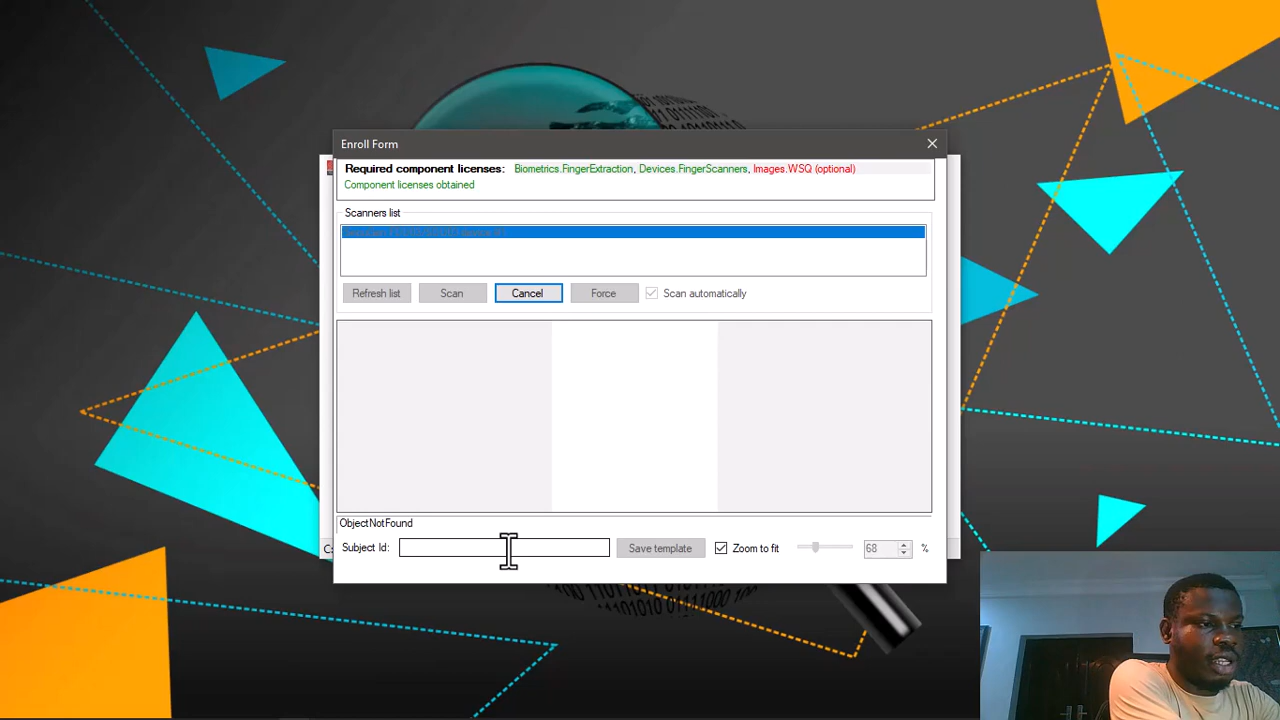 Enroll Form
Required component licenses: Biometrics.FingerExtraction, Devices.FingerScanners, Images.WSQ (optional)
Component licenses obtained
Scanners list
Refresh list Scan Cancel Force Scan automatically
ObjectNotFound
Subject Id: Save template Zoom to fit 68 %